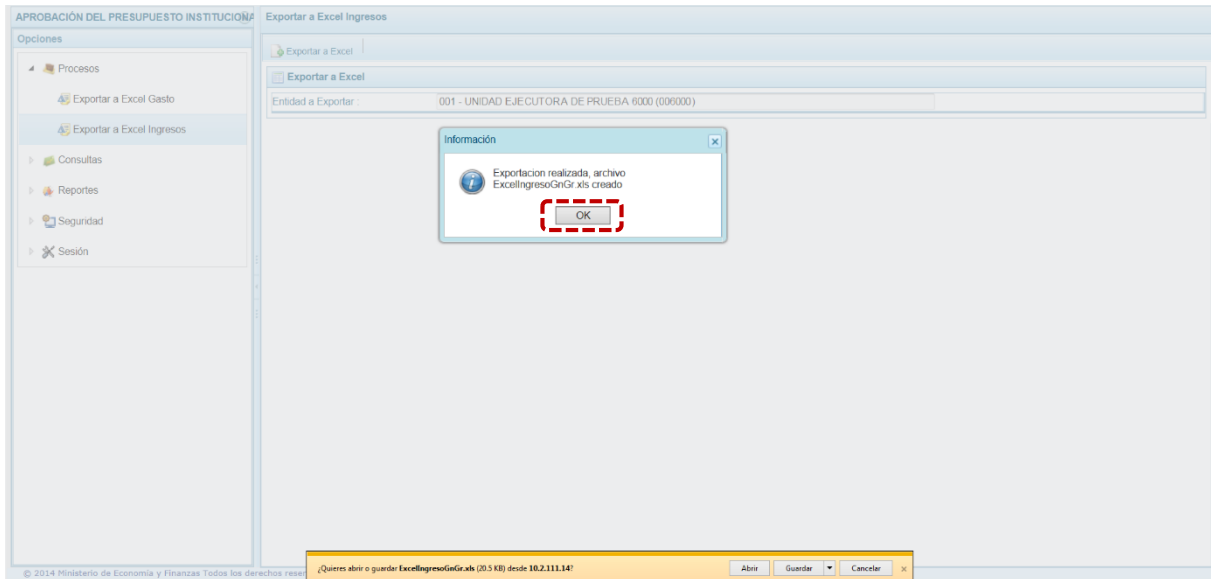 APROBACIÓN DEL PRESUPUESTO INSTITUCIONA
Opciones
Procesos
Exportar a Excel Gasto
Exportar a Excel Ingresos
Consultas
Reportes
Seguridad
Sesión
Exportar a Excel Ingresos
Exportar a Excel
Exportar a Excel
Entidad a Exportar : 001 - UNIDAD EJECUTORA DE PRUEBA 6000 (006000)
Información
Exportacion realizada, archivo
ExcelIngresoGnGr.xls creado
OK
© 2014 Ministerio de Economía y Finanzas Todos los derechos reser
¿Quieres abrir o guardar ExcelIngresoGnGr.xls (20.5 KB) desde 10.2.111.14? Abrir Guardar Cancelar